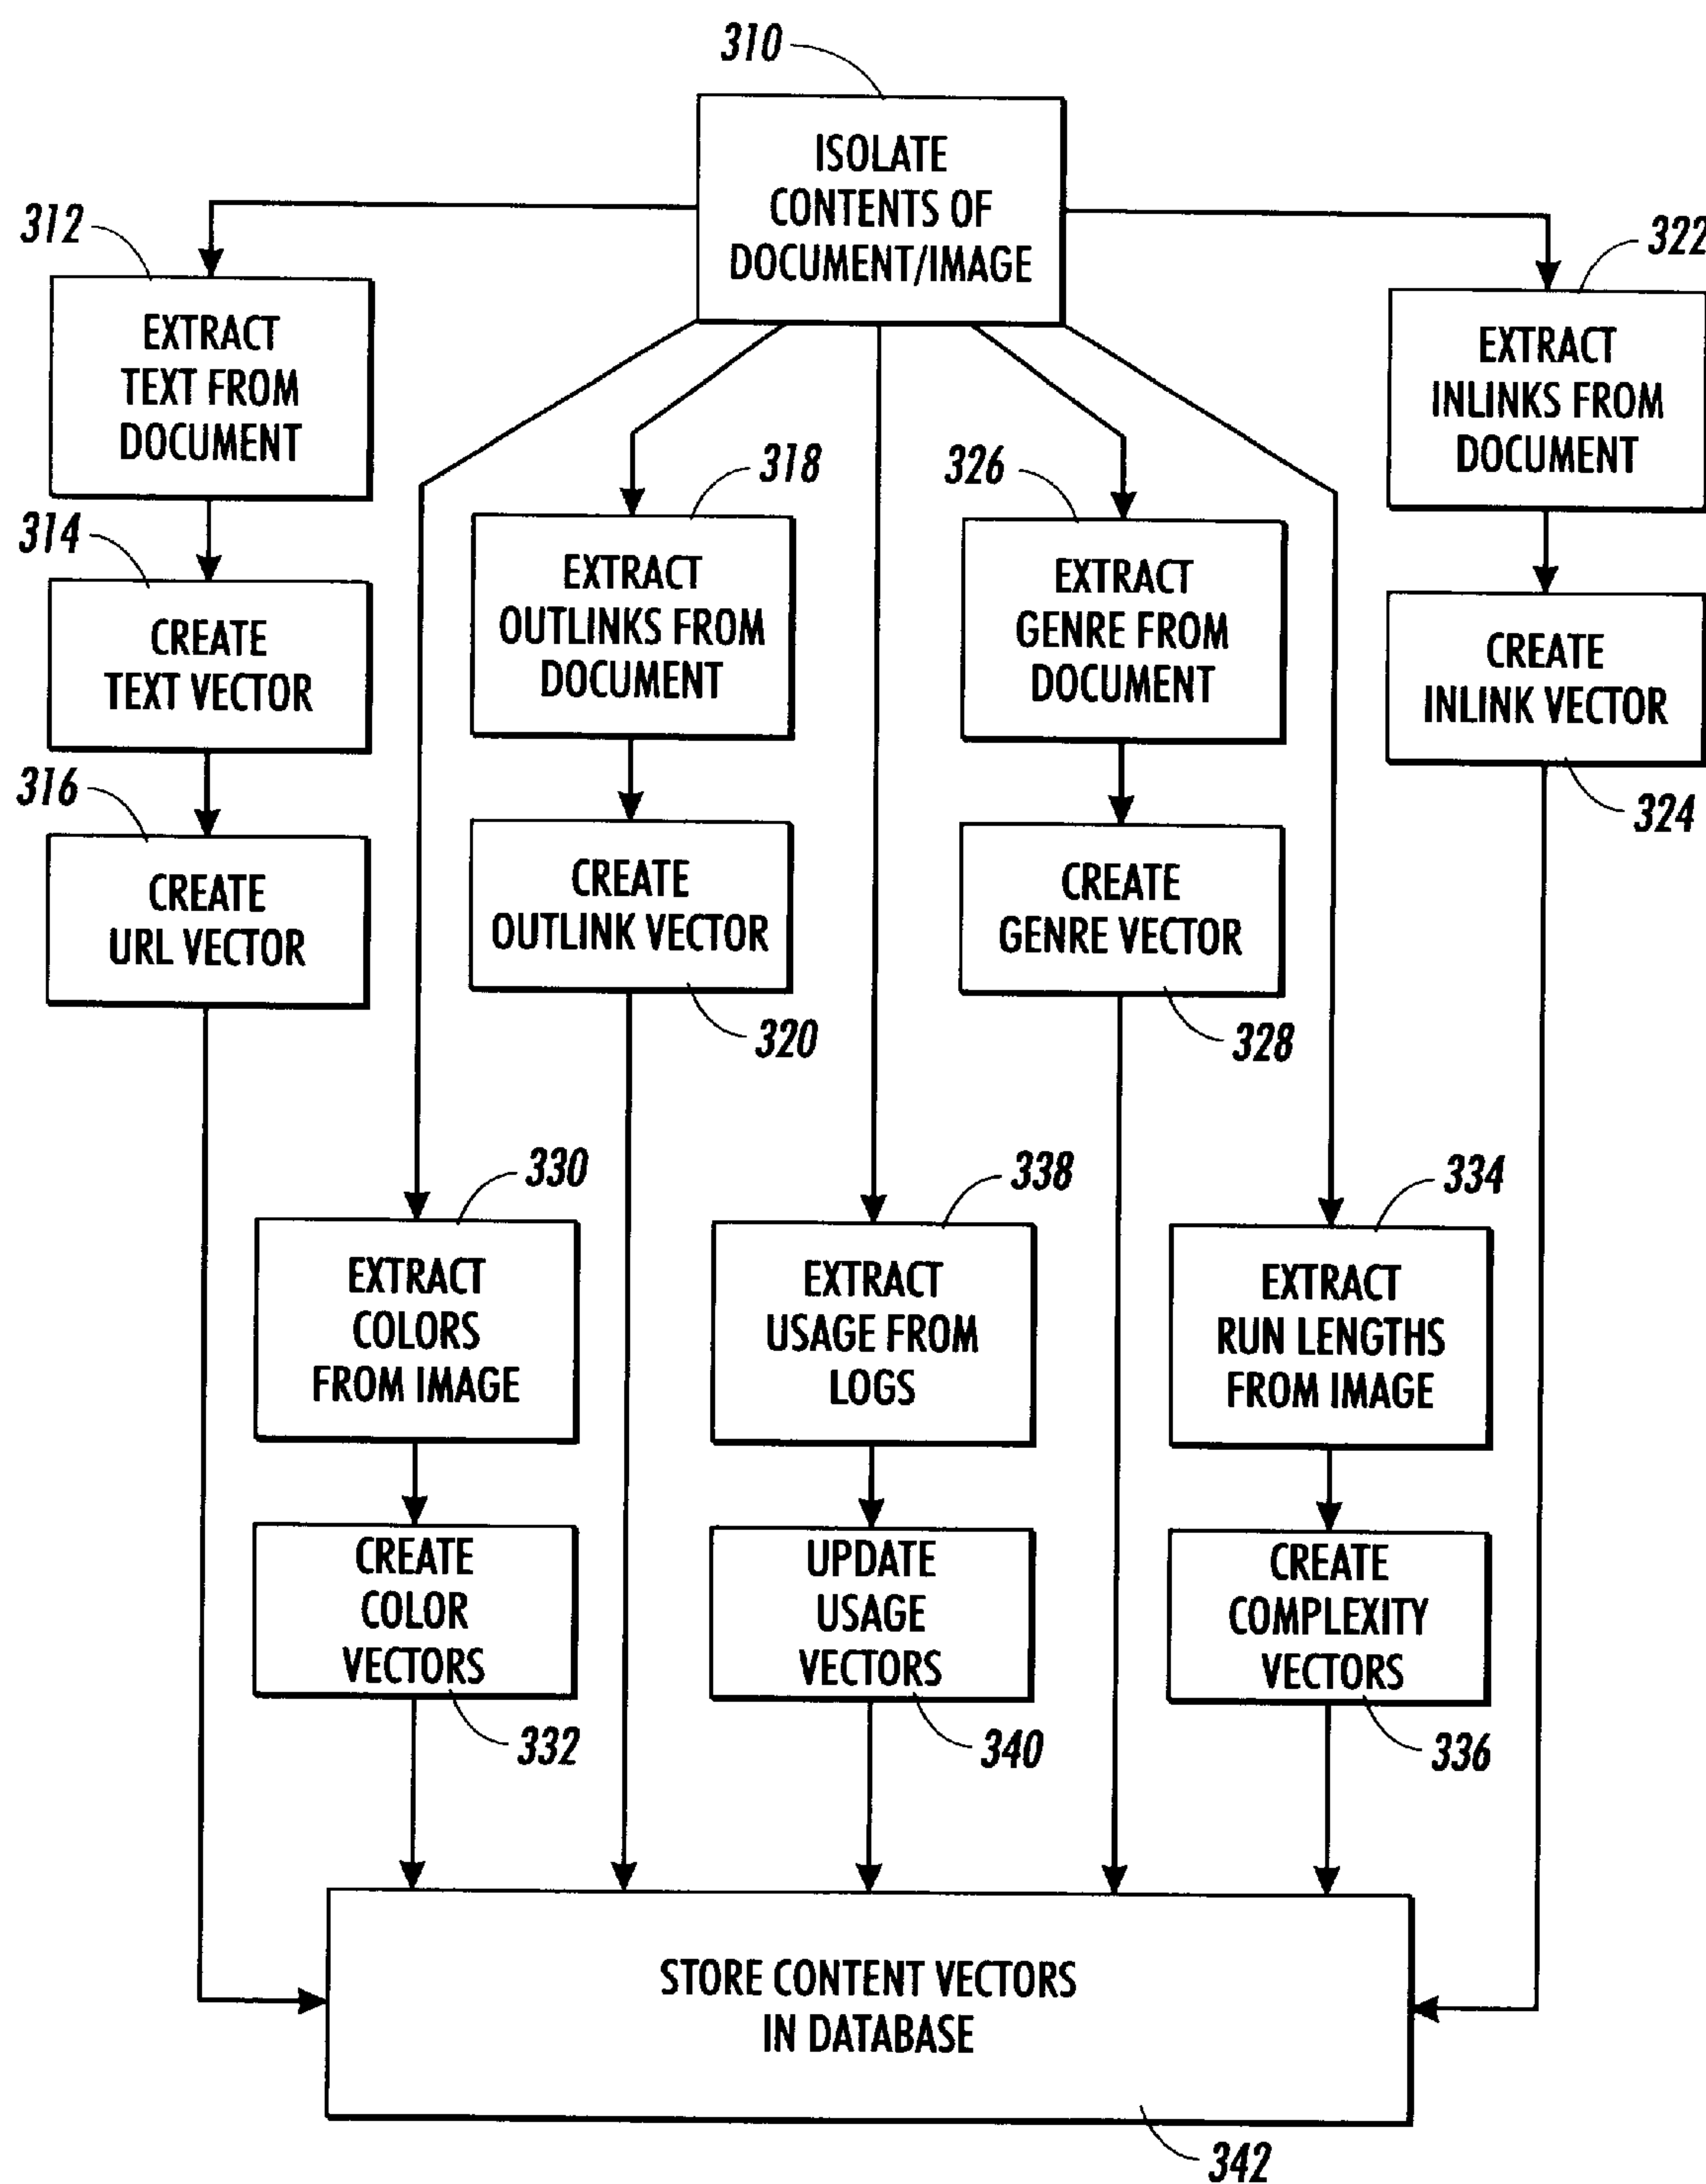 310
ISOLATE
CONTENTS OF
DOCUMENT/IMAGE
312
EXTRACT
TEXT FROM
DOCUMENT
322
EXTRACT
INLINKS FROM
DOCUMENT
318
EXTRACT
OUTLINKS FROM
DOCUMENT
326
EXTRACT
GENRE FROM
DOCUMENT
314
CREATE
TEXT VECTOR
CREATE
INLINK VECTOR
324
316
CREATE
URL VECTOR
CREATE
OUTLINK VECTOR
320
CREATE
GENRE VECTOR
328
330
EXTRACT
COLORS
FROM IMAGE
338
EXTRACT
USAGE FROM
LOGS
334
EXTRACT
RUN LENGTHS
FROM IMAGE
CREATE
COLOR
VECTORS
332
UPDATE
USAGE
VECTORS
340
CREATE
COMPLEXITY
VECTORS
336
STORE CONTENT VECTORS
IN DATABASE
342